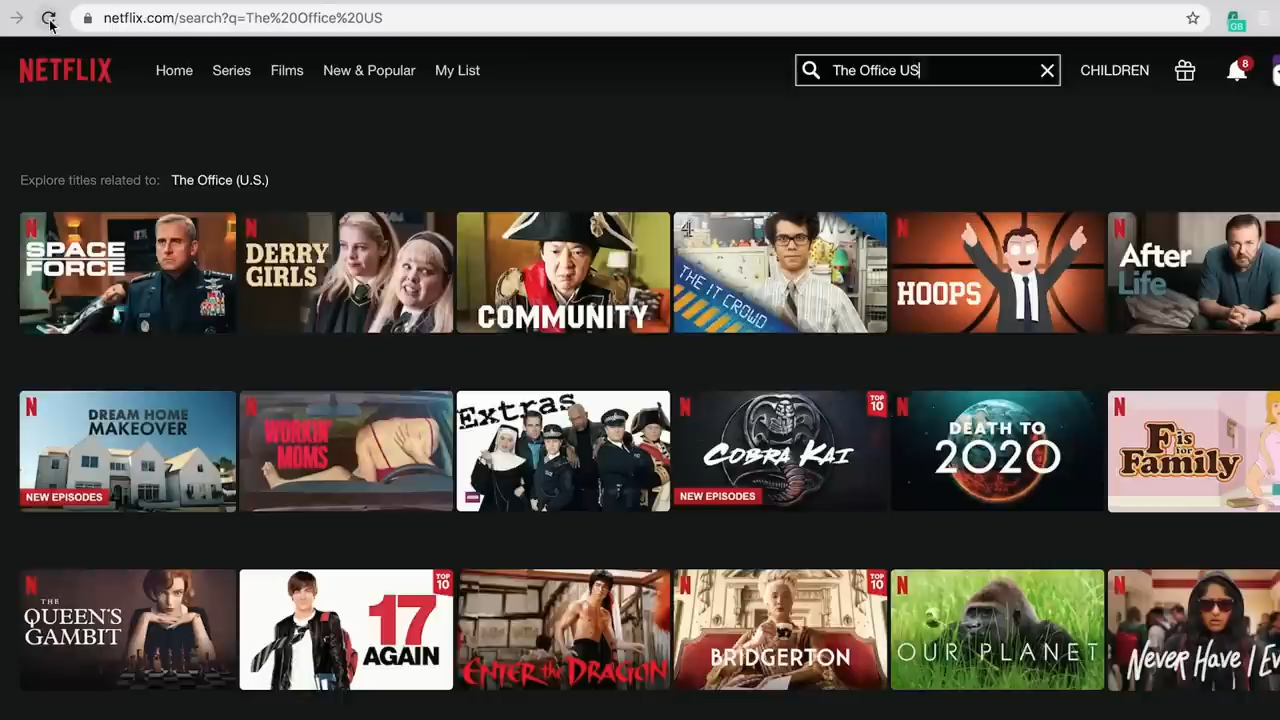 netflix.com/search?q=The%20Office%20US
GB
NETFLIX
Home Series Films New & Popular My List
The Office US
CHILDREN
8
Explore titles related to: The Office (U.S.)
N
SPACE
FORCE
N
DERRY
GIRLS
COMMUNITY
4
THE IT CROWD
N
HOOPS
N
After
Life
N
DREAM HOME
MAKEOVER
NEW EPISODES
N
WORKIN'
MOMS
Extras
N
TOP
10
COBRA KAI
NEW EPISODES
N
DEATH TO
2020
N
F is
for
Family
N
THE
QUEEN'S
GAMBIT
TOP
10
17
AGAIN
ENTER the DRAGON
N
TOP
10
BRIDGERTON
N
OUR PLANET
N
Never Have I Ev